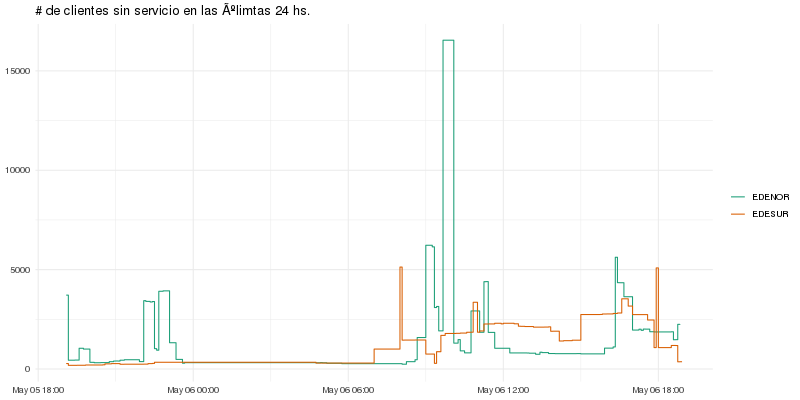 # de clientes sin servicio en las Ãºlimtas 24 hs.
15000
10000
5000
0
EDENOR
EDESUR
May 05 18:00 May 06 00:00 May 06 06:00 May 06 12:00 May 06 18:00